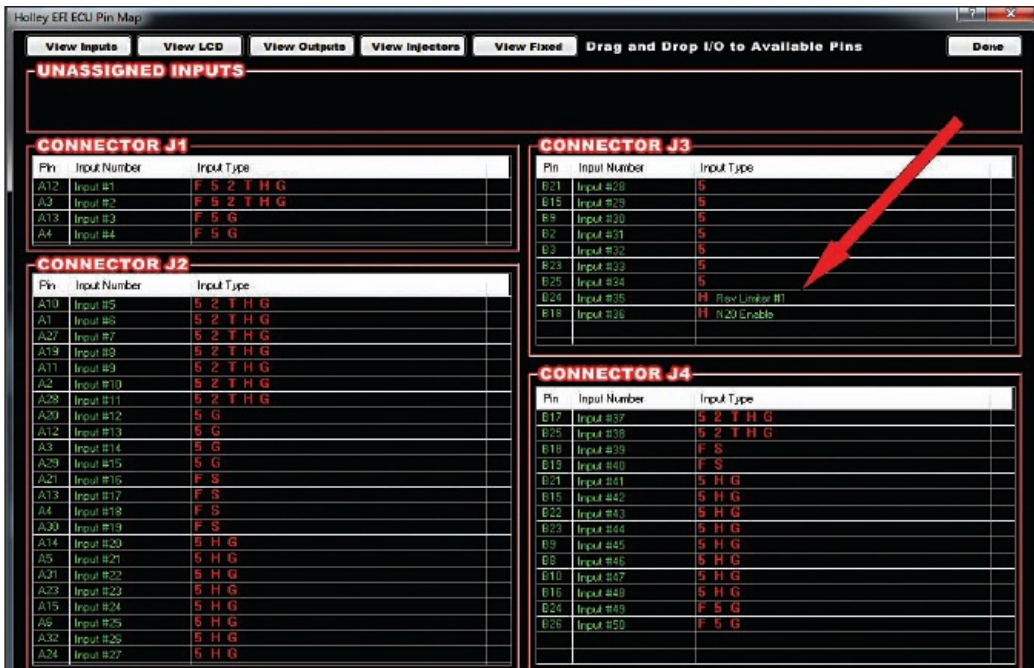 Holley EFI ECU Pin Map
View Inputs View LCD View Outputs View Injectors View Fixed Drag and Drop I/O to Available Pins Done
UNASSIGNED INPUTS
CONNECTOR J1
Pin Input Number Input Type
A12 Input #1 F 5 2 T H G
A3 Input #2 F 5 2 T H G
A13 Input #3 F 5 G
A4 Input #4 F 5 G
CONNECTOR J2
Pin Input Number Input Type
A10 Input #5 5 2 T H G
A1 Input #6 5 2 T H G
A27 Input #7 5 2 T H G
A19 Input #8 5 2 T H G
A11 Input #9 5 2 T H G
A2 Input #10 5 2 T H G
A28 Input #11 5 2 T H G
A20 Input #12 5 G
A12 Input #13 5 G
A3 Input #14 5 G
A29 Input #15 5 G
A21 Input #16 F S
A13 Input #17 F S
A4 Input #18 F S
A30 Input #19 F S
A14 Input #20 5 H G
A5 Input #21 5 H G
A31 Input #22 5 H G
A23 Input #23 5 H G
A15 Input #24 5 H G
A6 Input #25 5 H G
A32 Input #26 5 H G
A24 Input #27 5 H G
CONNECTOR J3
Pin Input Number Input Type
B21 Input #28 5
B15 Input #29 5
B9 Input #30 5
B2 Input #31 5
B3 Input #32 5
B23 Input #33 5
B25 Input #34 5
B24 Input #35 H Rev Limiter #1
B18 Input #36 H N20 Enable
CONNECTOR J4
Pin Input Number Input Type
B17 Input #37 5 2 T H G
B25 Input #38 5 2 T H G
B18 Input #39 F S
B19 Input #40 F S
B21 Input #41 5 H G
B15 Input #42 5 H G
B22 Input #43 5 H G
B23 Input #44 5 H G
B9 Input #45 5 H G
B8 Input #46 5 H G
B10 Input #47 5 H G
B16 Input #48 5 H G
B24 Input #49 F 5 G
B26 Input #50 F 5 G